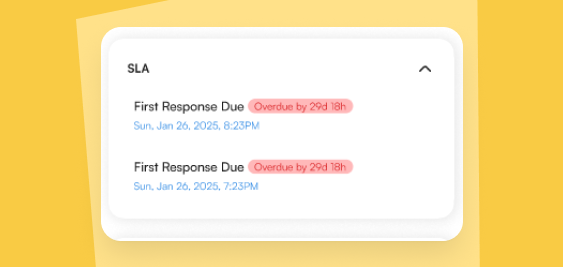 SLA
First Response Due Overdue by 29d 18h
Sun, Jan 26, 2025, 8:23PM
First Response Due Overdue by 29d 18h
Sun, Jan 26, 2025, 7:23PM